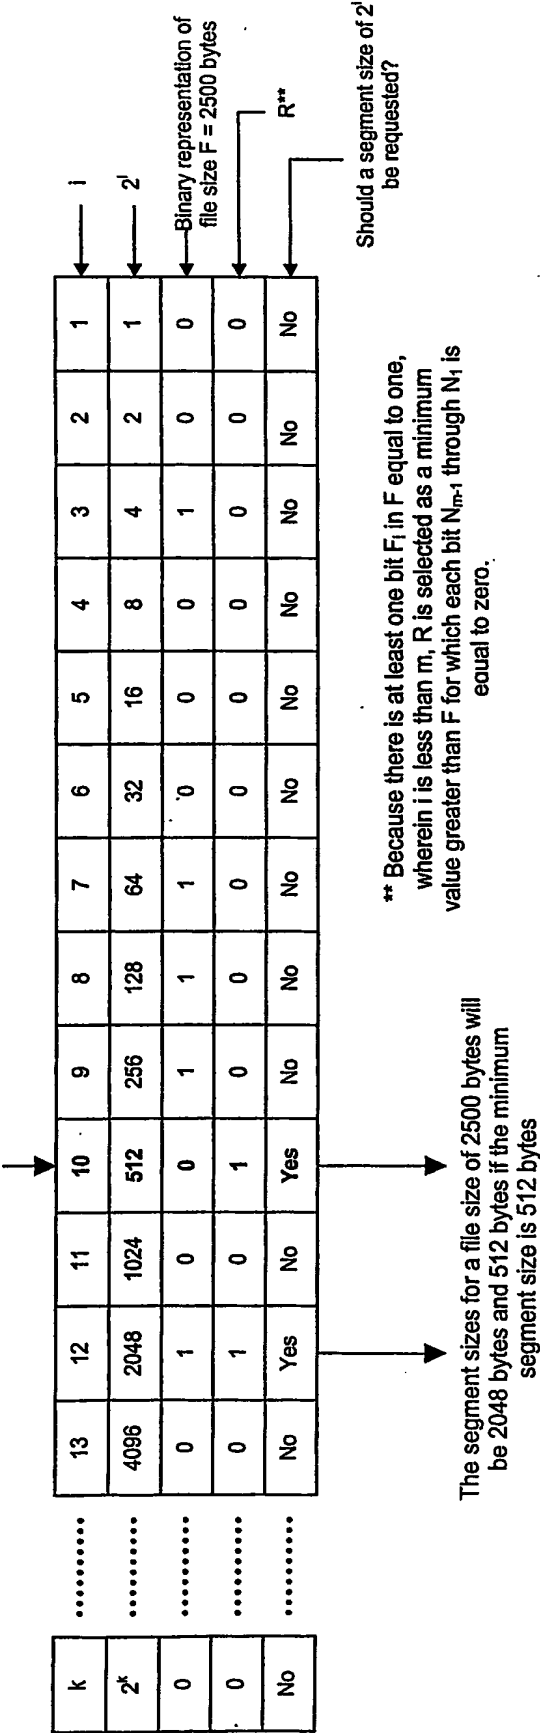 k .......... 13 12 11 10 9 8 7 6 5 4 3 2 1 i
2k .......... 4096 2048 1024 512 256 128 64 32 16 8 4 2 1 2i
0 .......... 0 1 0 0 1 1 1 0 0 0 1 0 0 Binary representation of
file size F = 2500 bytes
0 .......... 0 1 0 1 0 0 0 0 0 0 0 0 0 R**
No .......... No Yes No Yes No No No No No No No No No Should a segment size of 2i
be requested?
The segment sizes for a file size of 2500 bytes will
be 2048 bytes and 512 bytes if the minimum
segment size is 512 bytes
** Because there is at least one bit Fi in F equal to one,
wherein i is less than m, R is selected as a minimum
value greater than F for which each bit Nm-1 through N1 is
equal to zero.